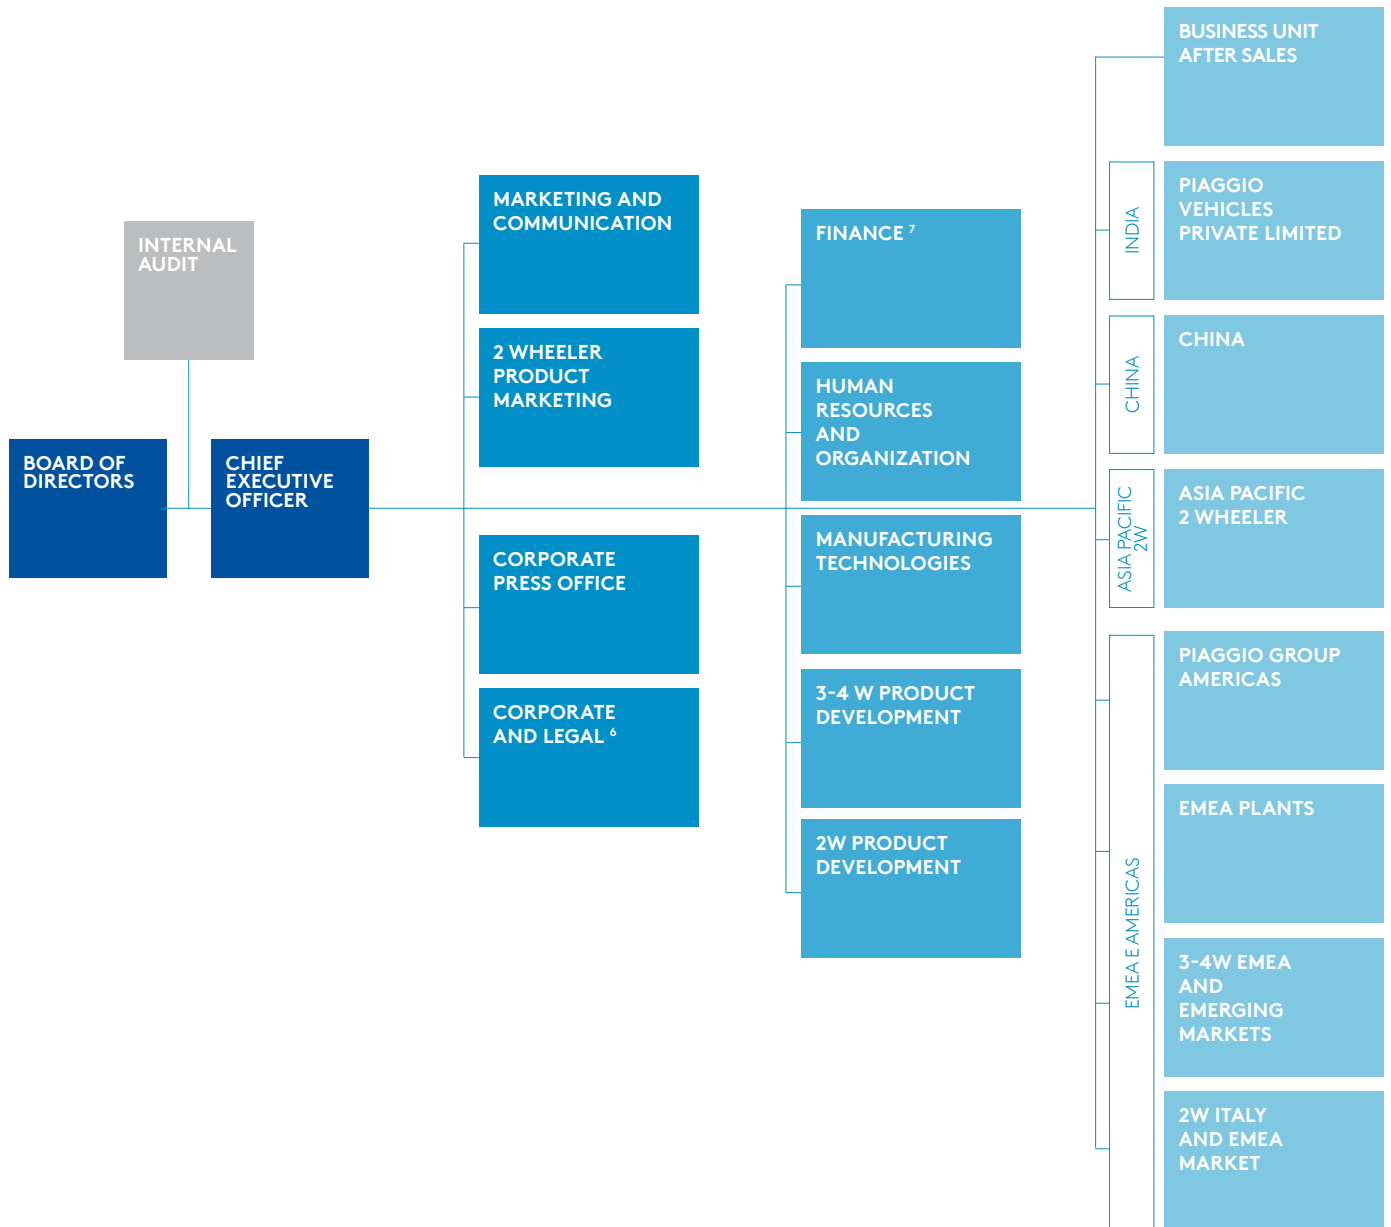 INTERNAL
AUDIT
BOARD OF
DIRECTORS
CHIEF
EXECUTIVE
OFFICER
MARKETING AND
COMMUNICATION
2 WHEELER
PRODUCT
MARKETING
CORPORATE
PRESS OFFICE
CORPORATE
AND LEGAL 6
FINANCE 7
HUMAN
RESOURCES
AND
ORGANIZATION
MANUFACTURING
TECHNOLOGIES
3-4 W PRODUCT
DEVELOPMENT
2W PRODUCT
DEVELOPMENT
BUSINESS UNIT
AFTER SALES
INDIA
PIAGGIO
VEHICLES
PRIVATE LIMITED
CHINA
CHINA
ASIA PACIFIC
2W
ASIA PACIFIC
2 WHEELER
EMEA E AMERICAS
PIAGGIO GROUP
AMERICAS
EMEA PLANTS
3-4W EMEA
AND
EMERGING
MARKETS
2W ITALY
AND EMEA
MARKET